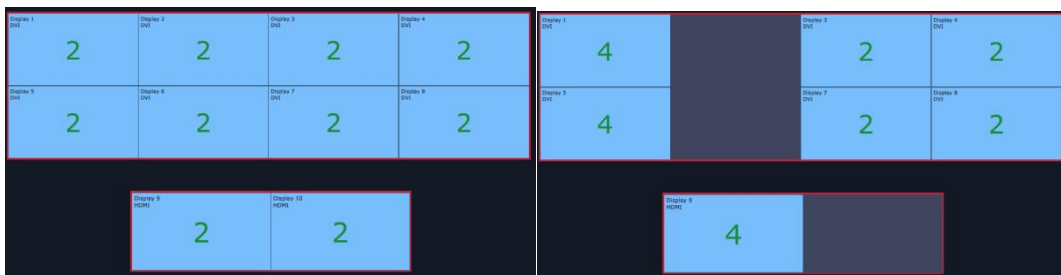 Display 1
DVI
2
Display 2
DVI
2
Display 3
DVI
2
Display 4
DVI
2
Display 5
DVI
2
Display 6
DVI
2
Display 7
DVI
2
Display 8
DVI
2
Display 9
HDMI
2
Display 10
HDMI
2
Display 1
DVI
4
Display 3
DVI
2
Display 4
DVI
2
Display 5
DVI
4
Display 7
DVI
2
Display 8
DVI
2
Display 9
HDMI
4